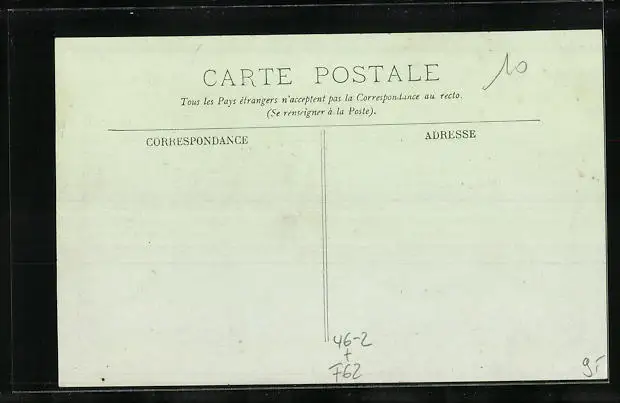 CARTE POSTALE
10
Tous les Pays étrangers n'acceptent pas la Correspondance au recto.
(Se renseigner à la Poste).
CORRESPONDANCE
ADRESSE
46-2
+
F62